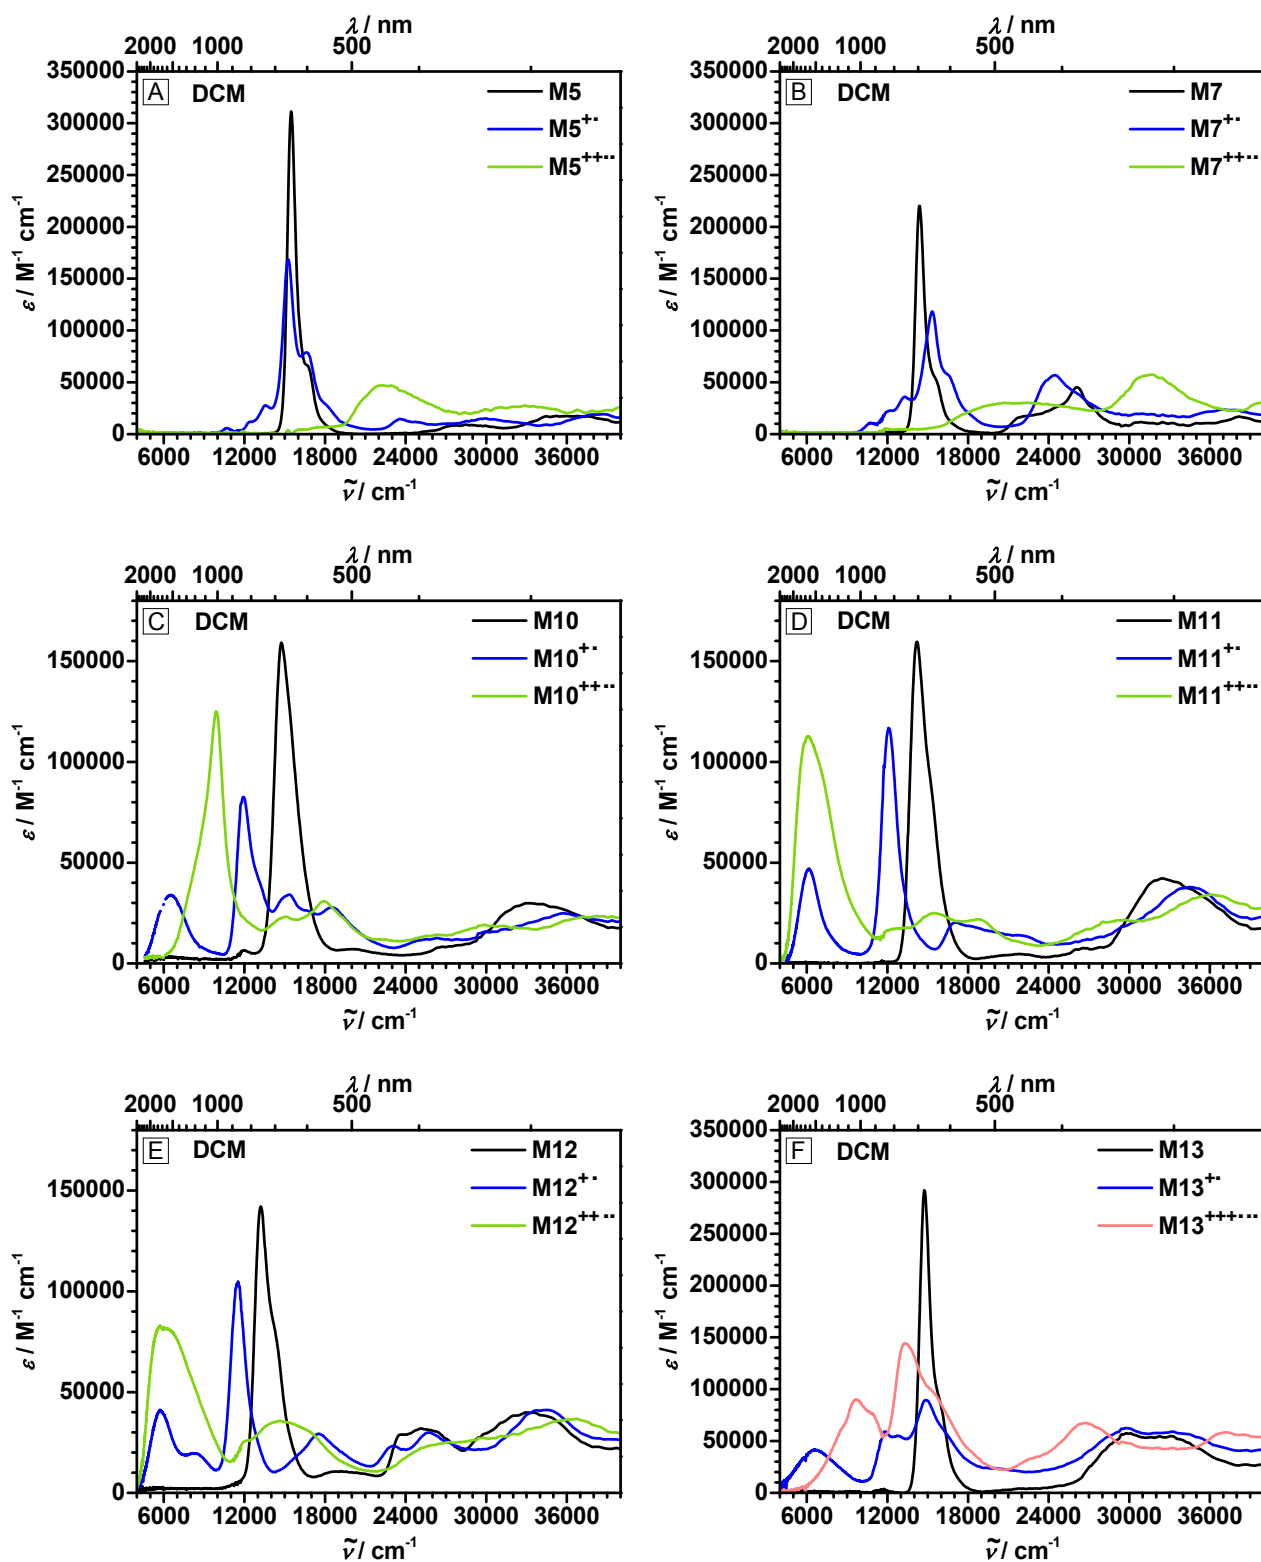 λ / nm
2000 1000 500
A DCM
M5
M5+·
M5++··
350000
300000
250000
200000
150000
100000
50000
0
ε / M-1 cm-1
6000 12000 18000 24000 30000 36000
ṽ / cm-1
λ / nm
2000 1000 500
B DCM
M7
M7+·
M7++··
350000
300000
250000
200000
150000
100000
50000
0
ε / M-1 cm-1
6000 12000 18000 24000 30000 36000
ṽ / cm-1
λ / nm
2000 1000 500
C DCM
M10
M10+·
M10++··
150000
100000
50000
0
ε / M-1 cm-1
6000 12000 18000 24000 30000 36000
ṽ / cm-1
λ / nm
2000 1000 500
D DCM
M11
M11+·
M11++··
150000
100000
50000
0
ε / M-1 cm-1
6000 12000 18000 24000 30000 36000
ṽ / cm-1
λ / nm
2000 1000 500
E DCM
M12
M12+·
M12++··
150000
100000
50000
0
ε / M-1 cm-1
6000 12000 18000 24000 30000 36000
ṽ / cm-1
λ / nm
2000 1000 500
F DCM
M13
M13+·
M13+++···
350000
300000
250000
200000
150000
100000
50000
0
ε / M-1 cm-1
6000 12000 18000 24000 30000 36000
ṽ / cm-1